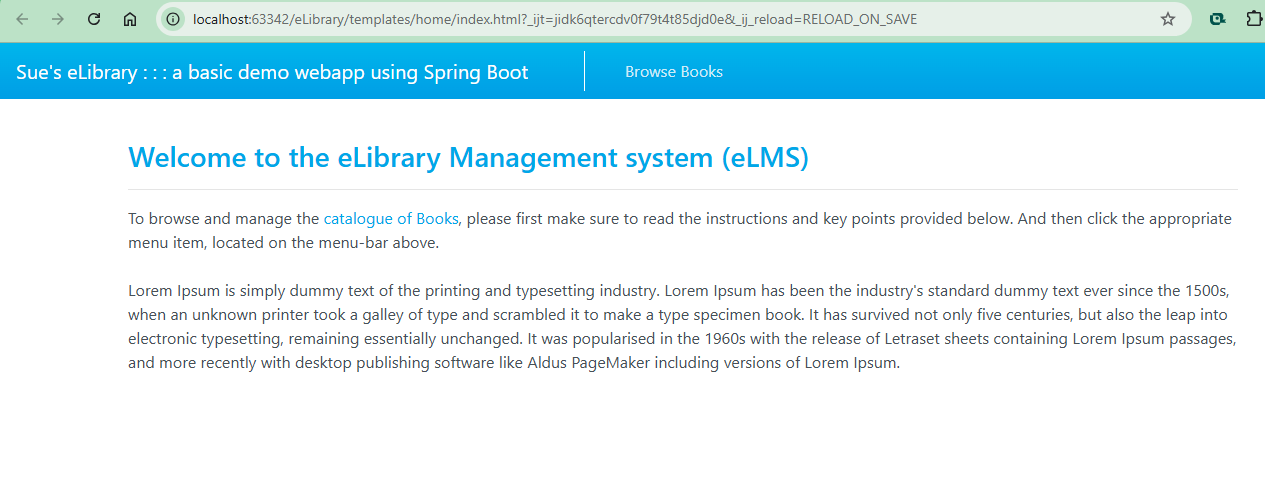 localhost:63342/eLibrary/templates/home/index.html?_ijt=jidk6qtercdv0f79t4t85djd0e&_ij_reload=RELOAD_ON_SAVE
Sue's eLibrary : : : a basic demo webapp using Spring Boot
Browse Books
Welcome to the eLibrary Management system (eLMS)
To browse and manage the catalogue of Books, please first make sure to read the instructions and key points provided below. And then click the appropriate
menu item, located on the menu-bar above.
Lorem Ipsum is simply dummy text of the printing and typesetting industry. Lorem Ipsum has been the industry's standard dummy text ever since the 1500s,
when an unknown printer took a galley of type and scrambled it to make a type specimen book. It has survived not only five centuries, but also the leap into
electronic typesetting, remaining essentially unchanged. It was popularised in the 1960s with the release of Letraset sheets containing Lorem Ipsum passages,
and more recently with desktop publishing software like Aldus PageMaker including versions of Lorem Ipsum.